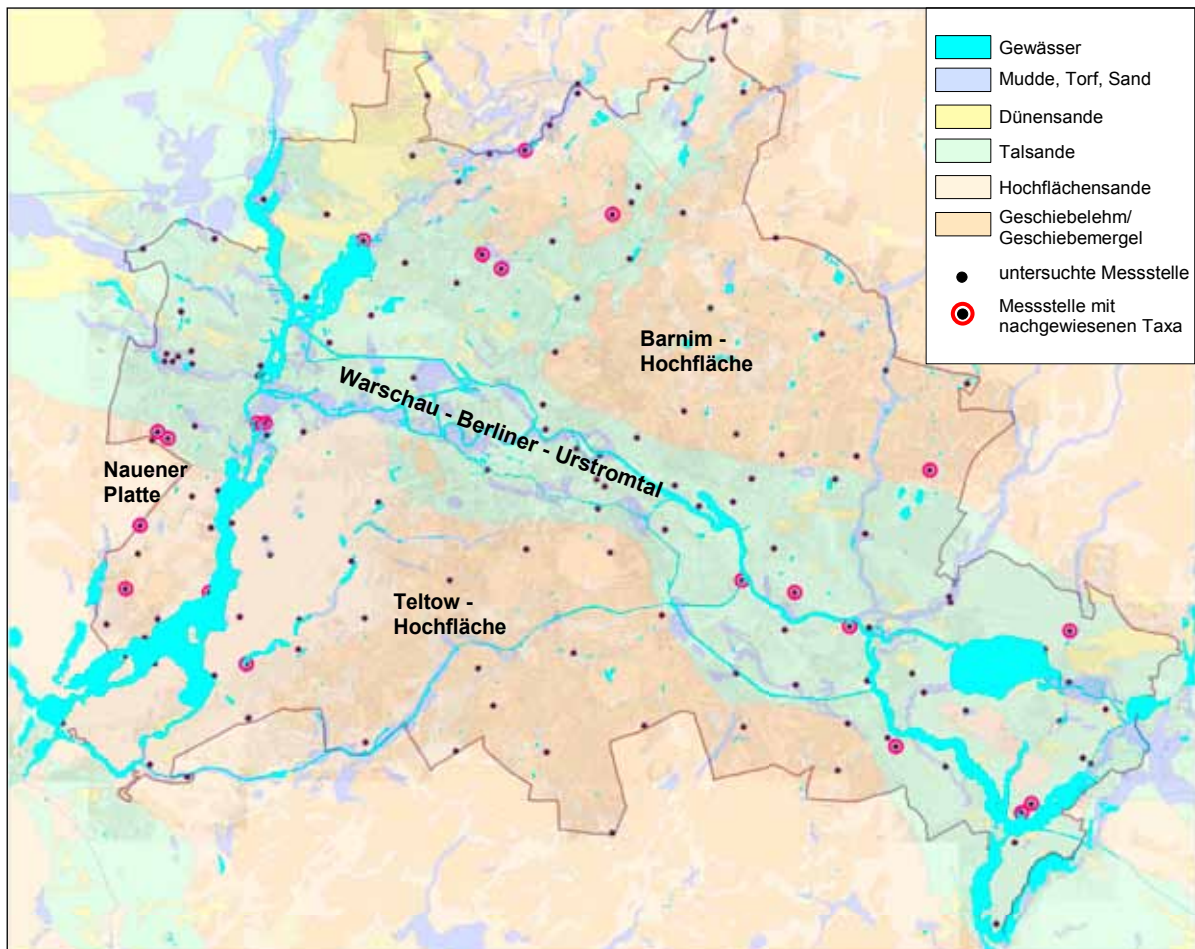 Gewässer
Mudde, Torf, Sand
Dünensande
Talsande
Hochflächensande
Geschiebelehm/
Geschiebemergel
untersuchte Messstelle
Messstelle mit
nachgewiesenen Taxa
Barnim -
Hochfläche
Warschau - Berliner - Urstromtal
Nauener
Platte
Teltow -
Hochfläche